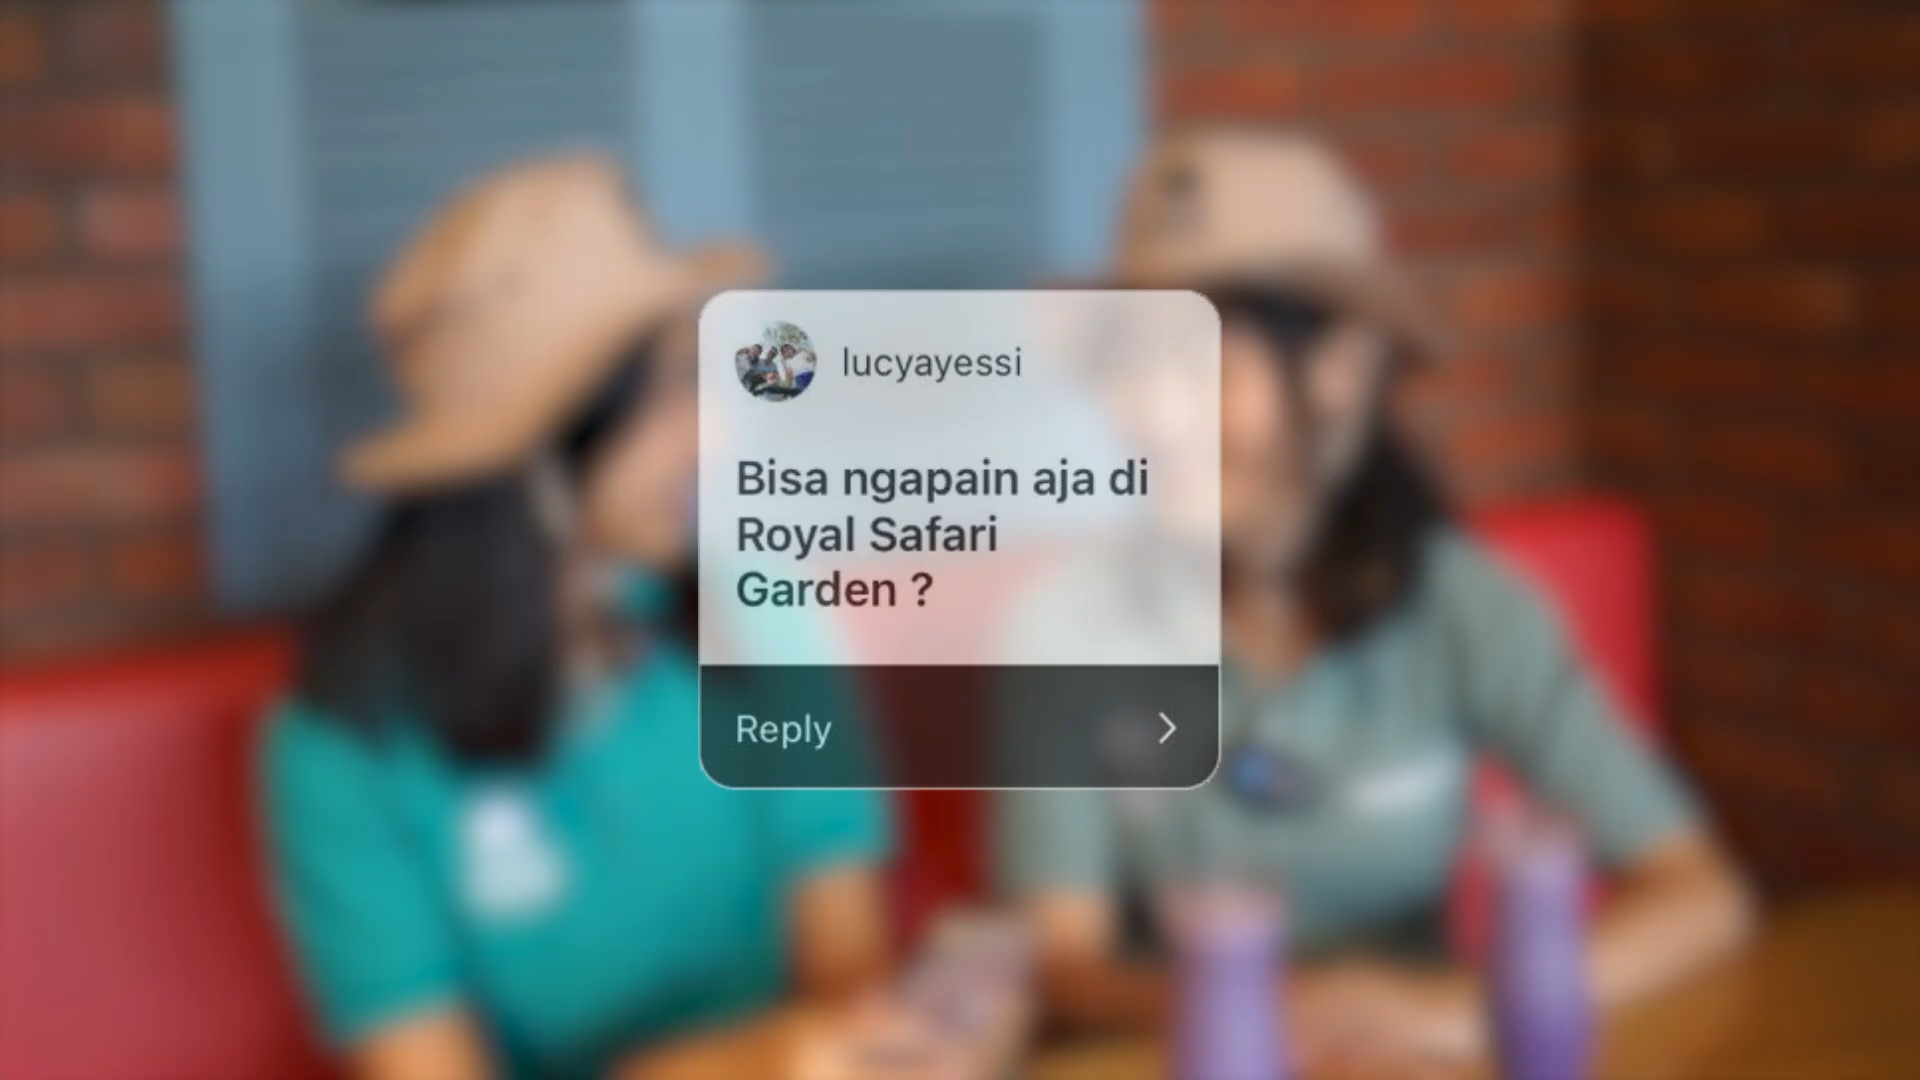 lucyayessi
Bisa ngapain aja di
Royal Safari
Garden ?
Reply